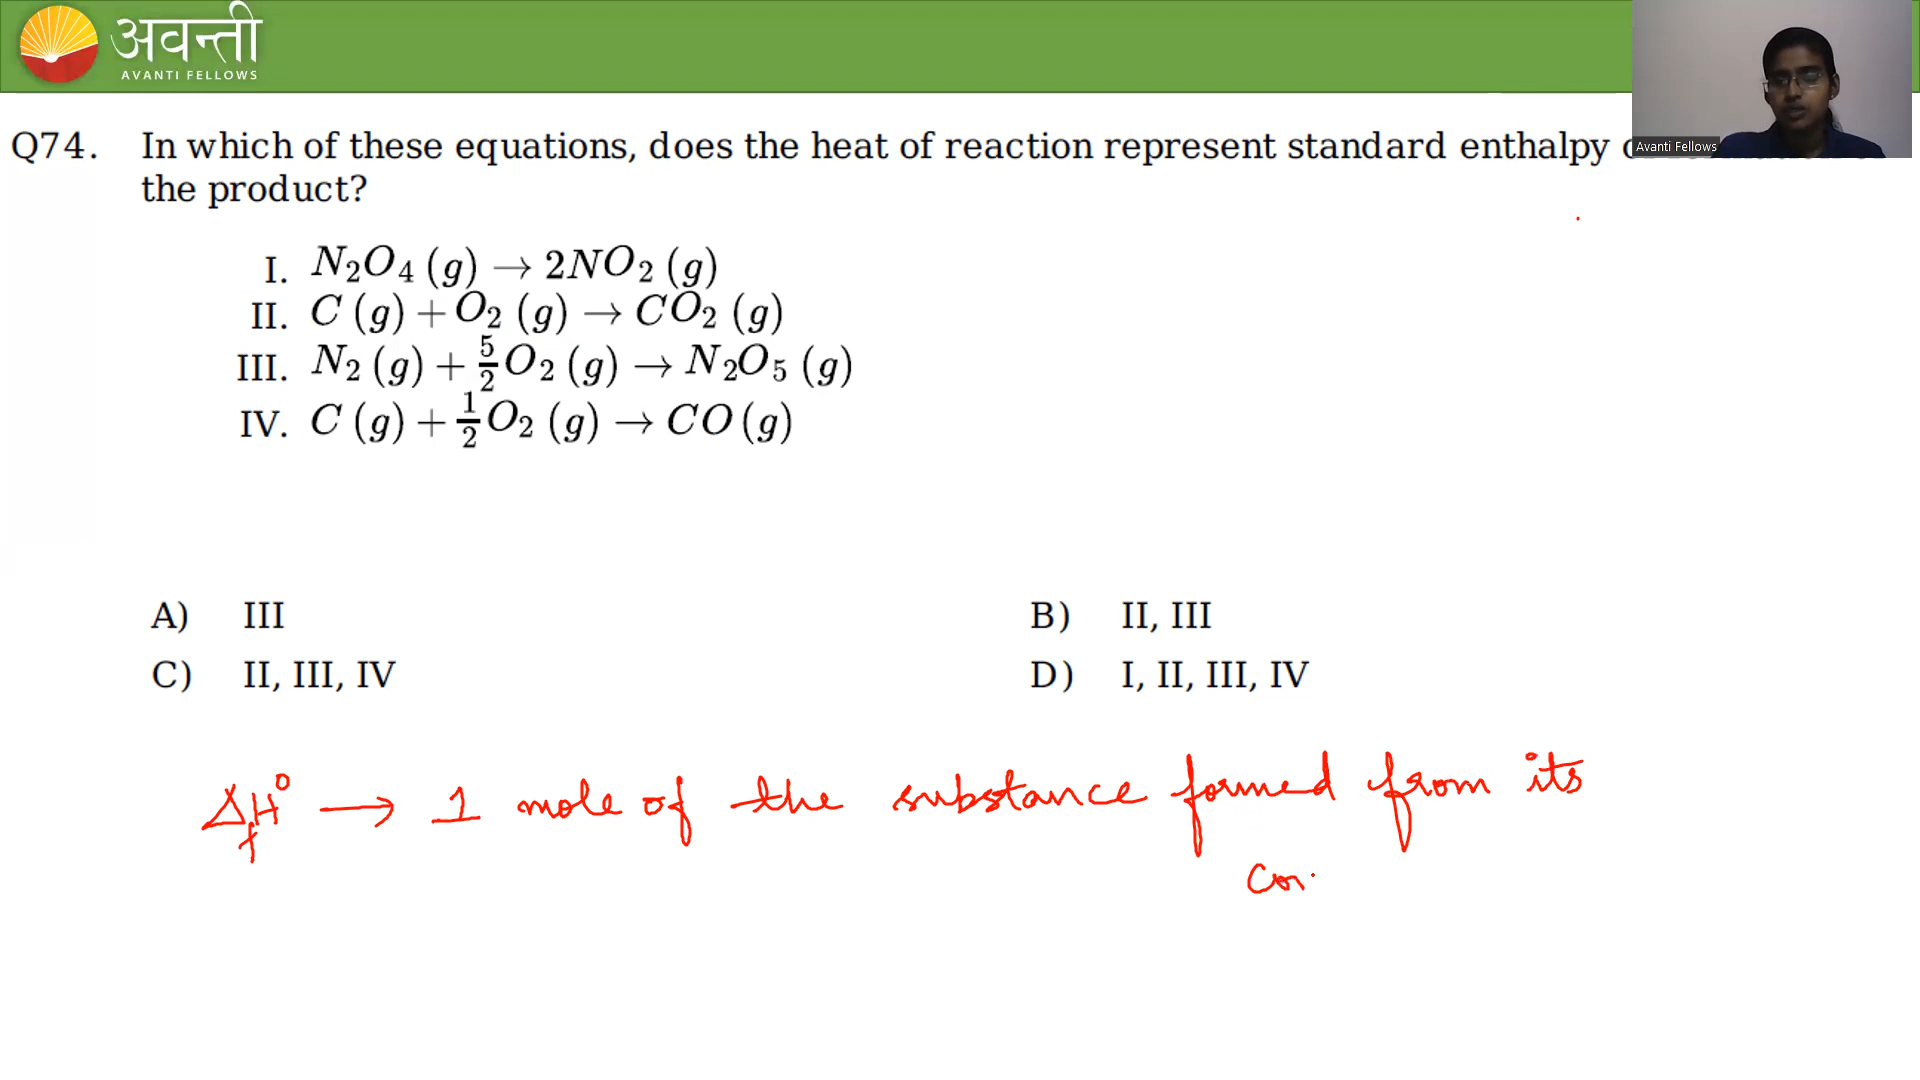 अवन्ती
AVANTI FELLOWS
Avanti Fellows
Q74. In which of these equations, does the heat of reaction represent standard enthalpy
the product?
I. N₂O₄ (g) → 2NO₂ (g)
II. C (g) + O₂ (g) → CO₂ (g)
III. N₂ (g) + 5/2 O₂ (g) → N₂O₅ (g)
IV. C (g) + 1/2 O₂ (g) → CO (g)
A) III B) II, III
C) II, III, IV D) I, II, III, IV
ΔfH° → 1 mole of the substance formed from its
con